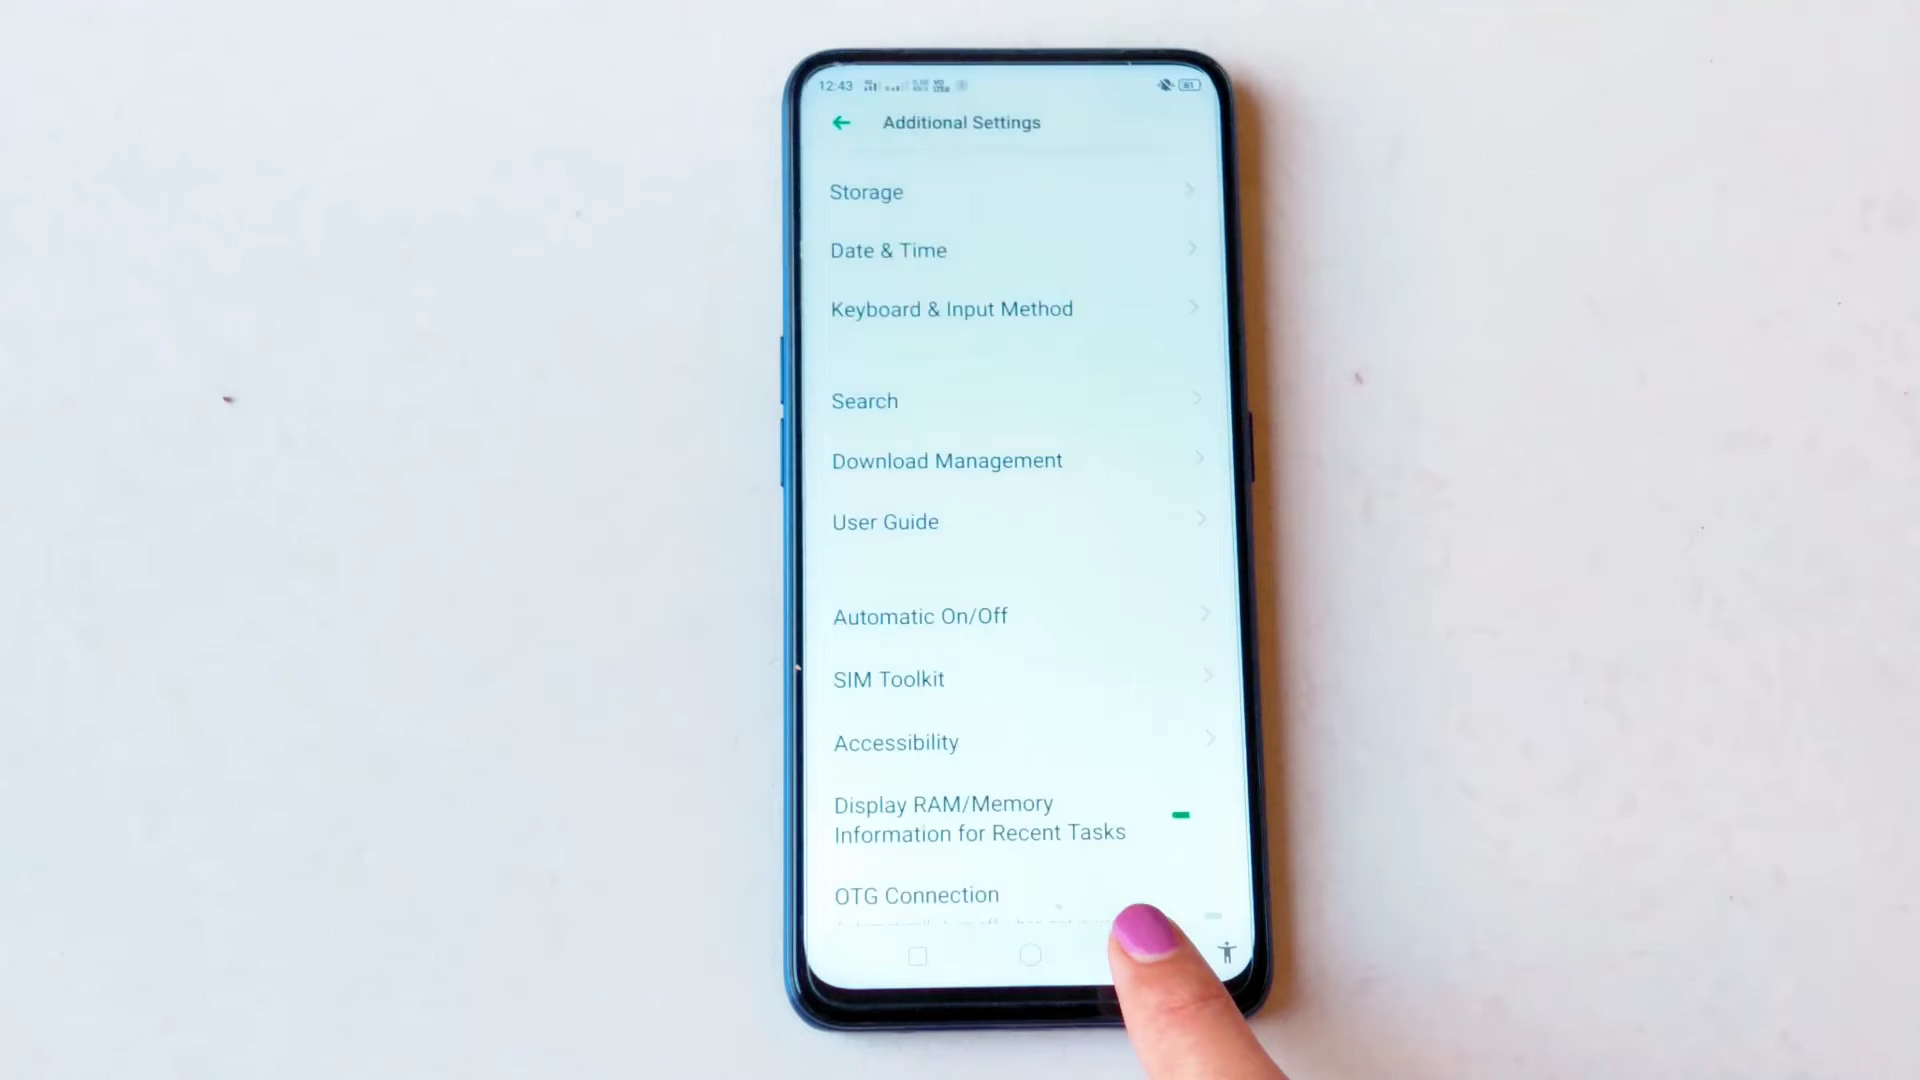 12:43
61
Additional Settings
Storage
Date & Time
Keyboard & Input Method
Search
Download Management
User Guide
Automatic On/Off
SIM Toolkit
Accessibility
Display RAM/Memory
Information for Recent Tasks
OTG Connection